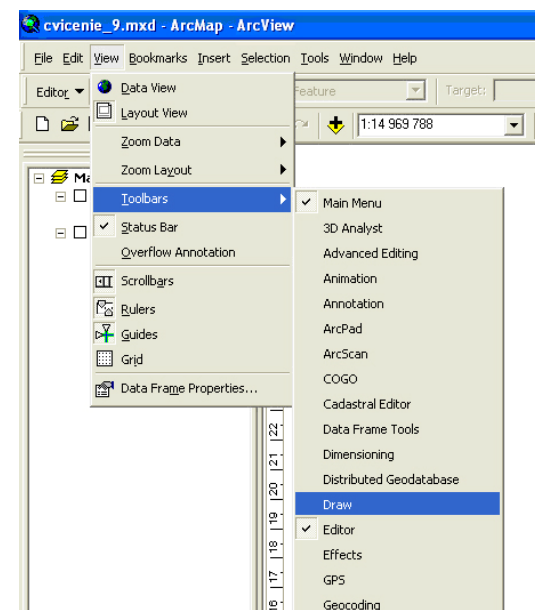 cvicenie_9.mxd - ArcMap - ArcView
File Edit View Bookmarks Insert Selection Tools Window Help
Editor Feature Target:
1:14 969 788
Data View
Layout View
Zoom Data
Zoom Layout
Toolbars
Status Bar
Overflow Annotation
Scrollbars
Rulers
Guides
Grid
Data Frame Properties...
Main Menu
3D Analyst
Advanced Editing
Animation
Annotation
ArcPad
ArcScan
COGO
Cadastral Editor
Data Frame Tools
Dimensioning
Distributed Geodatabase
Draw
Editor
Effects
GPS
Geocoding
22
21
20
19
18
17